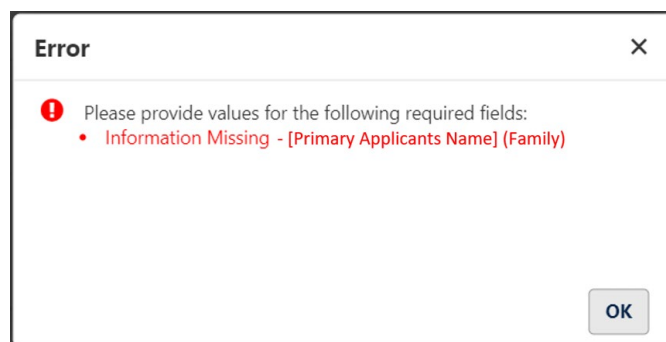 Error
Please provide values for the following required fields:
• Information Missing - [Primary Applicants Name] (Family)
OK